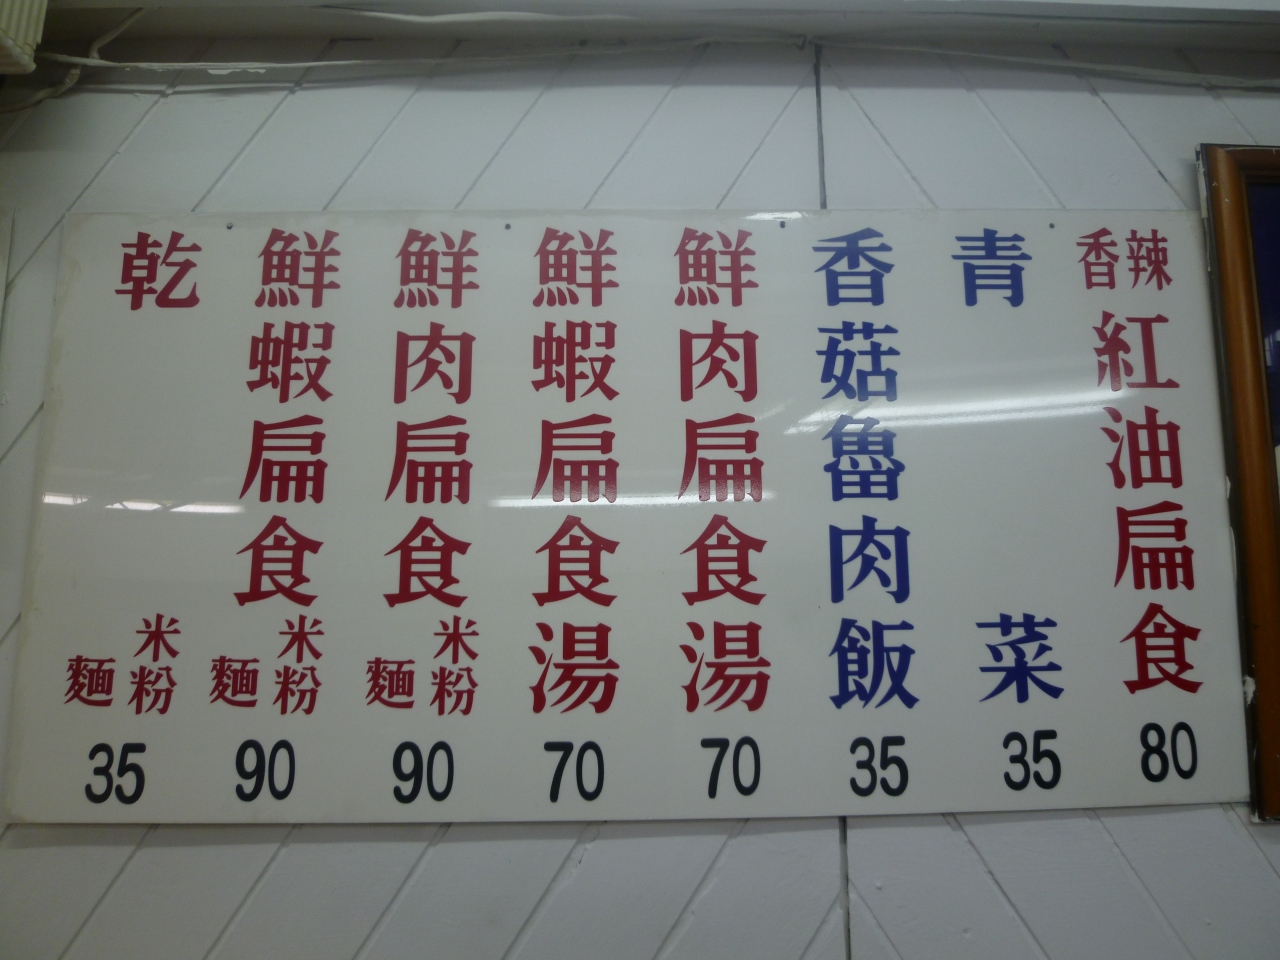 香辣紅油扁食 80
青菜 35
香菇魯肉飯 35
鮮肉扁食湯 70
鮮蝦扁食湯 70
鮮肉扁食米粉麵 90
鮮蝦扁食米粉麵 90
乾米粉麵 35